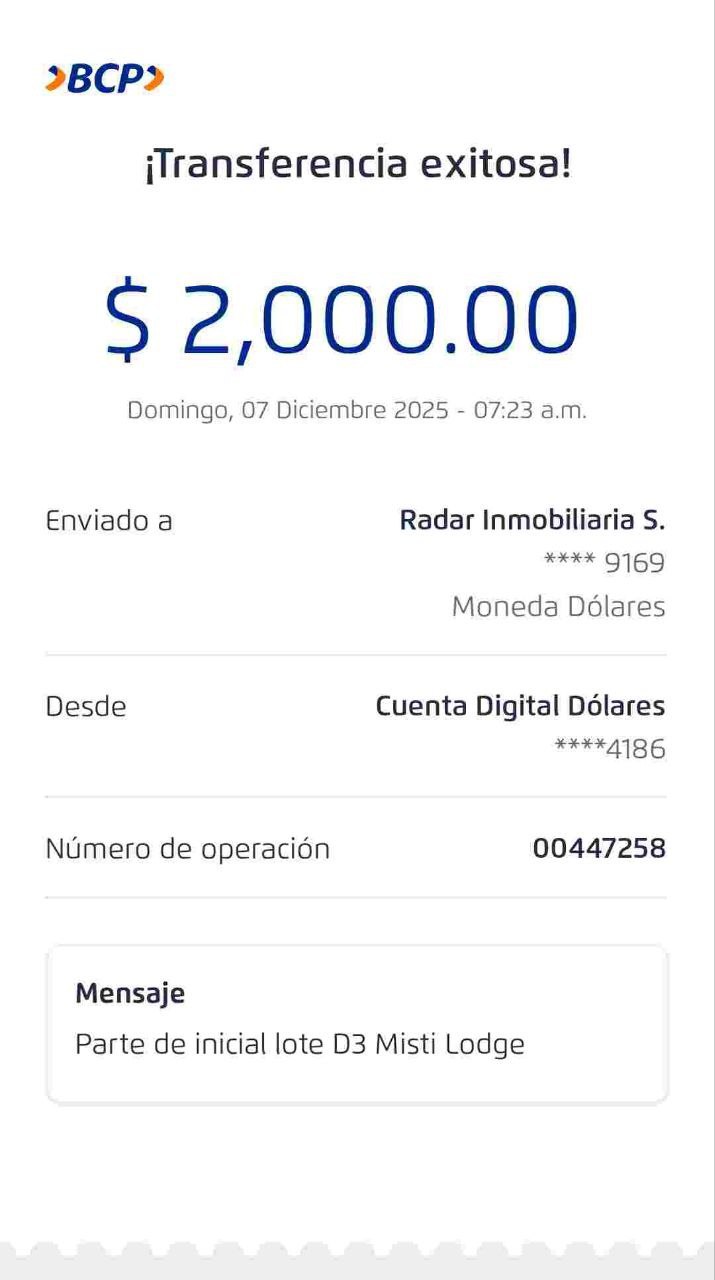 BCP
¡Transferencia exitosa!
$ 2,000.00
Domingo, 07 Diciembre 2025 - 07:23 a.m.
Enviado a
Radar Inmobiliaria S.
**** 9169
Moneda Dólares
Desde
Cuenta Digital Dólares
****4186
Número de operación
00447258
Mensaje
Parte de inicial lote D3 Misti Lodge